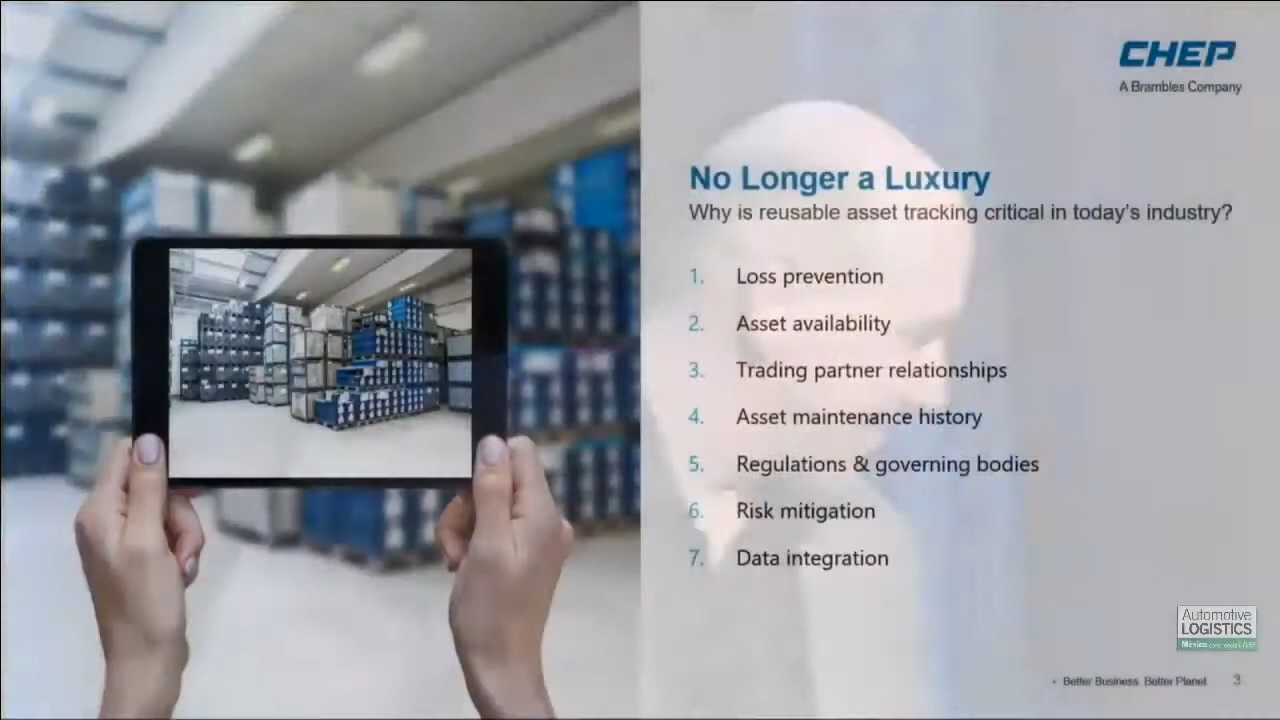 CHEP
A Brambles Company
No Longer a Luxury
Why is reusable asset tracking critical in today's industry?
1. Loss prevention
2. Asset availability
3. Trading partner relationships
4. Asset maintenance history
5. Regulations & governing bodies
6. Risk mitigation
7. Data integration
Automotive
LOGISTICS
México
Better Business. Better Planet
3